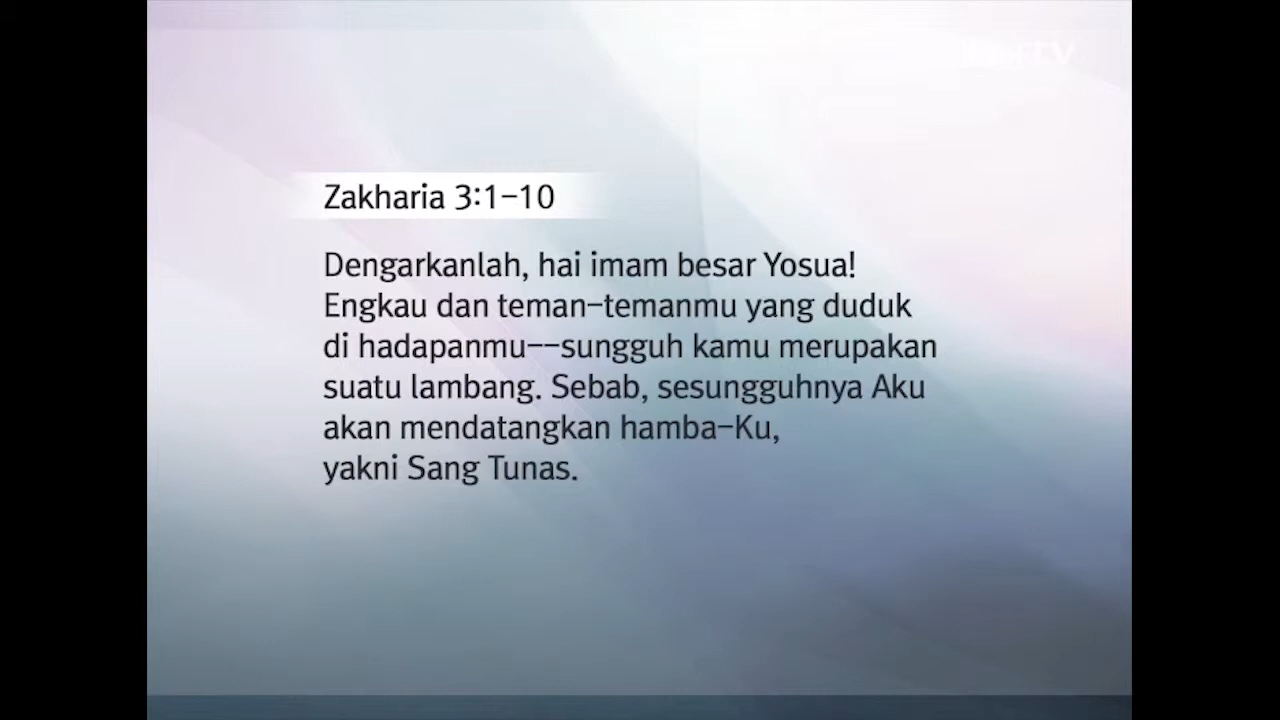 Zakharia 3:1-10
Dengarkanlah, hai imam besar Yosua!
Engkau dan teman-temanmu yang duduk
di hadapanmu--sungguh kamu merupakan
suatu lambang. Sebab, sesungguhnya Aku
akan mendatangkan hamba-Ku,
yakni Sang Tunas.